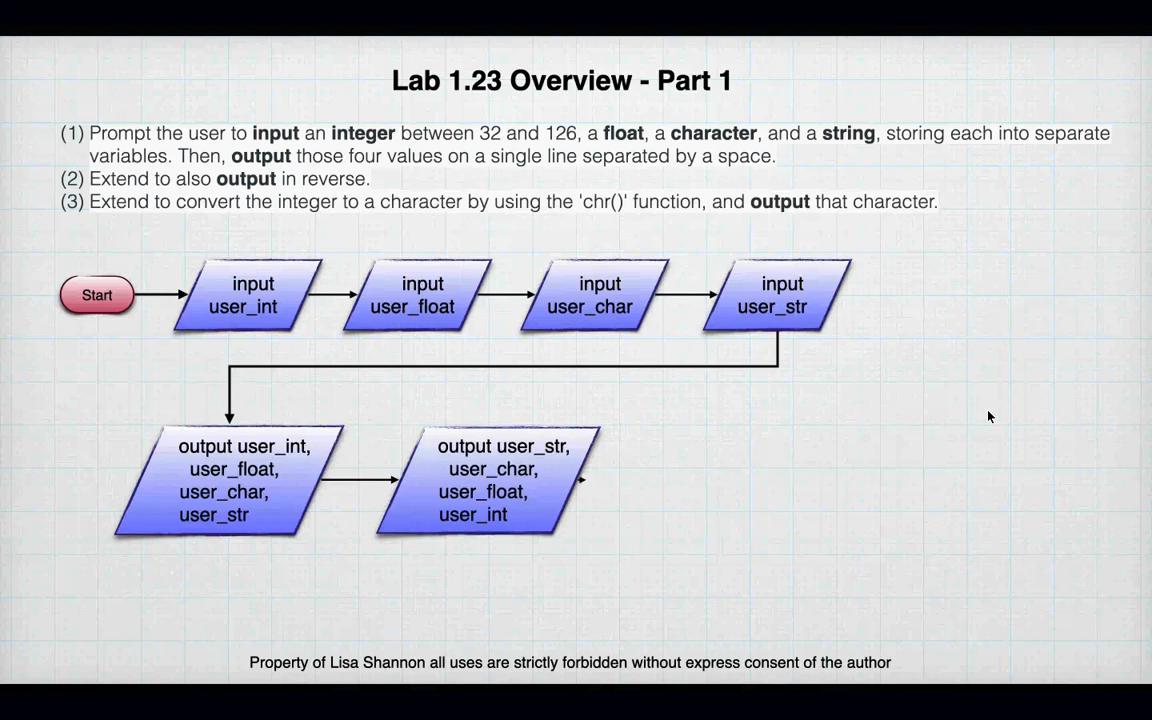 Lab 1.23 Overview - Part 1
(1) Prompt the user to input an integer between 32 and 126, a float, a character, and a string, storing each into separate
variables. Then, output those four values on a single line separated by a space.
(2) Extend to also output in reverse.
(3) Extend to convert the integer to a character by using the 'chr()' function, and output that character.
Start
input
user_int
input
user_float
input
user_char
input
user_str
output user_int,
user_float,
user_char,
user_str
output user_str,
user_char,
user_float,
user_int
Property of Lisa Shannon all uses are strictly forbidden without express consent of the author